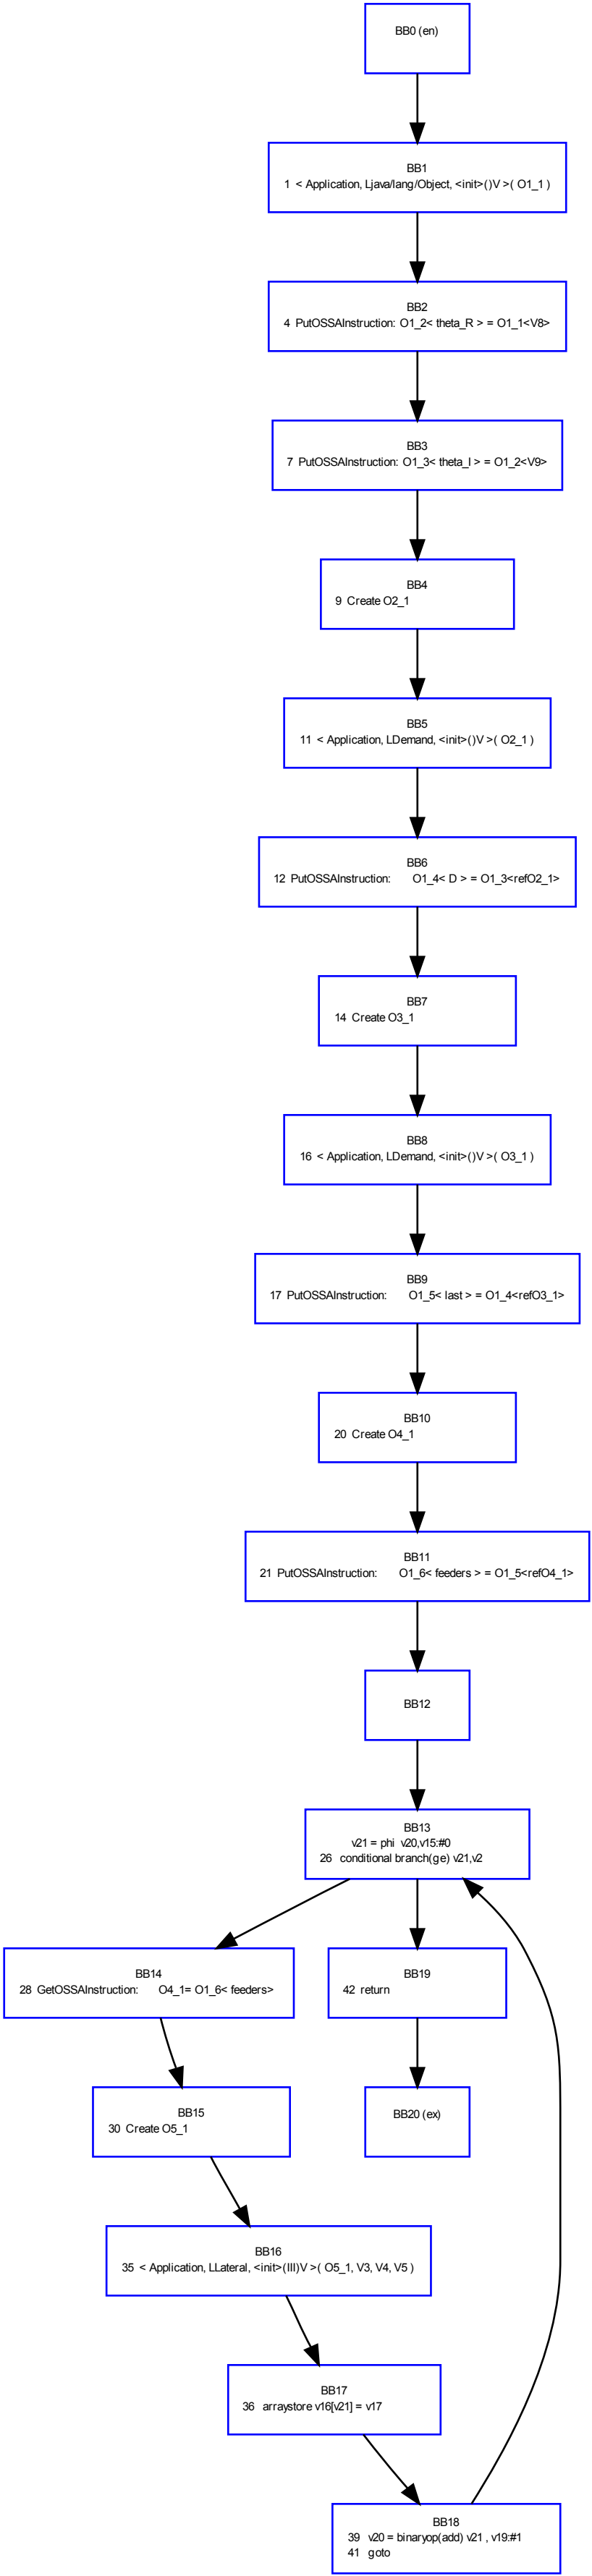 BB0 (en)
BB1
1 < Application, Ljava/lang/Object, <init>()V >( O1_1 )
BB2
4 PutOSSAInstruction: O1_2< theta_R > = O1_1<V8>
BB3
7 PutOSSAInstruction: O1_3< theta_I > = O1_2<V9>
BB4
9 Create O2_1
BB5
11 < Application, LDemand, <init>()V >( O2_1 )
BB6
12 PutOSSAInstruction: O1_4< D > = O1_3<refO2_1>
BB7
14 Create O3_1
BB8
16 < Application, LDemand, <init>()V >( O3_1 )
BB9
17 PutOSSAInstruction: O1_5< last > = O1_4<refO3_1>
BB10
20 Create O4_1
BB11
21 PutOSSAInstruction: O1_6< feeders > = O1_5<refO4_1>
BB12
BB13
v21 = phi v20,v15:#0
26 conditional branch(ge) v21,v2
BB14
28 GetOSSAInstruction: O4_1= O1_6< feeders>
BB19
42 return
BB15
30 Create O5_1
BB20 (ex)
BB16
35 < Application, LLateral, <init>(III)V >( O5_1, V3, V4, V5 )
BB17
36 arraystore v16[v21] = v17
BB18
39 v20 = binaryop(add) v21 , v19:#1
41 goto